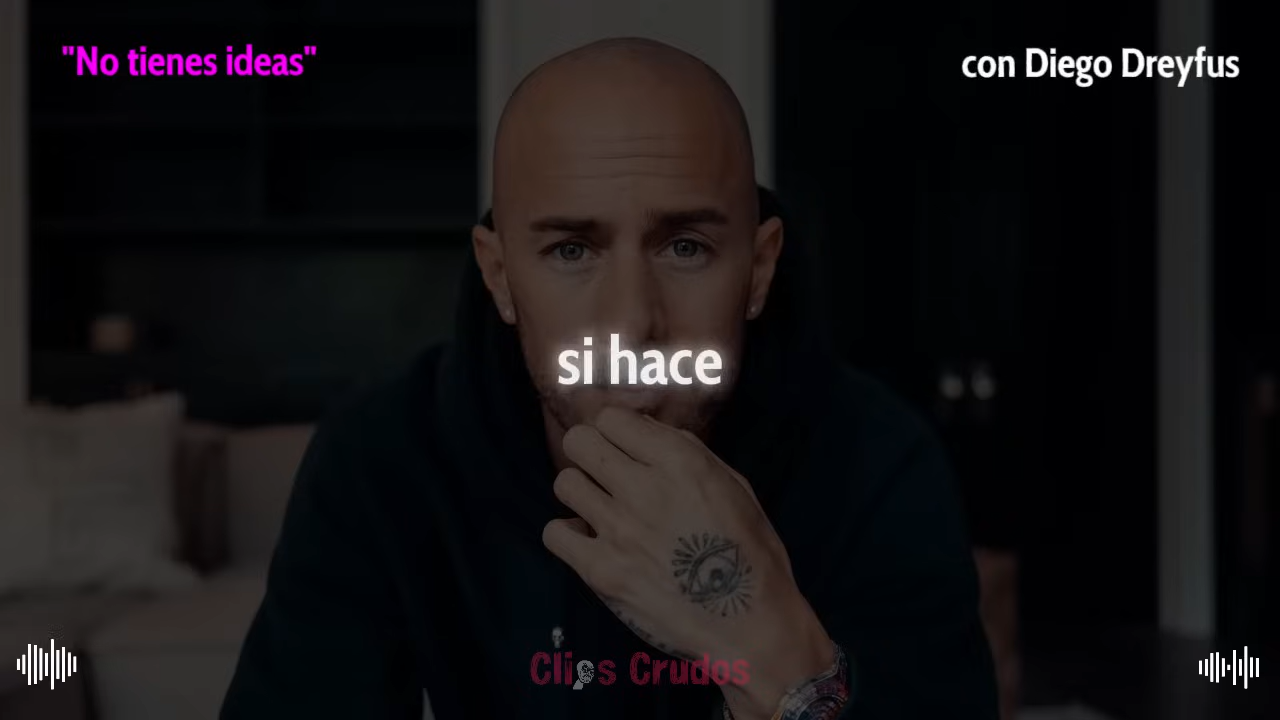 "No tienes ideas"
con Diego Dreyfus
si hace
Clips Crudos